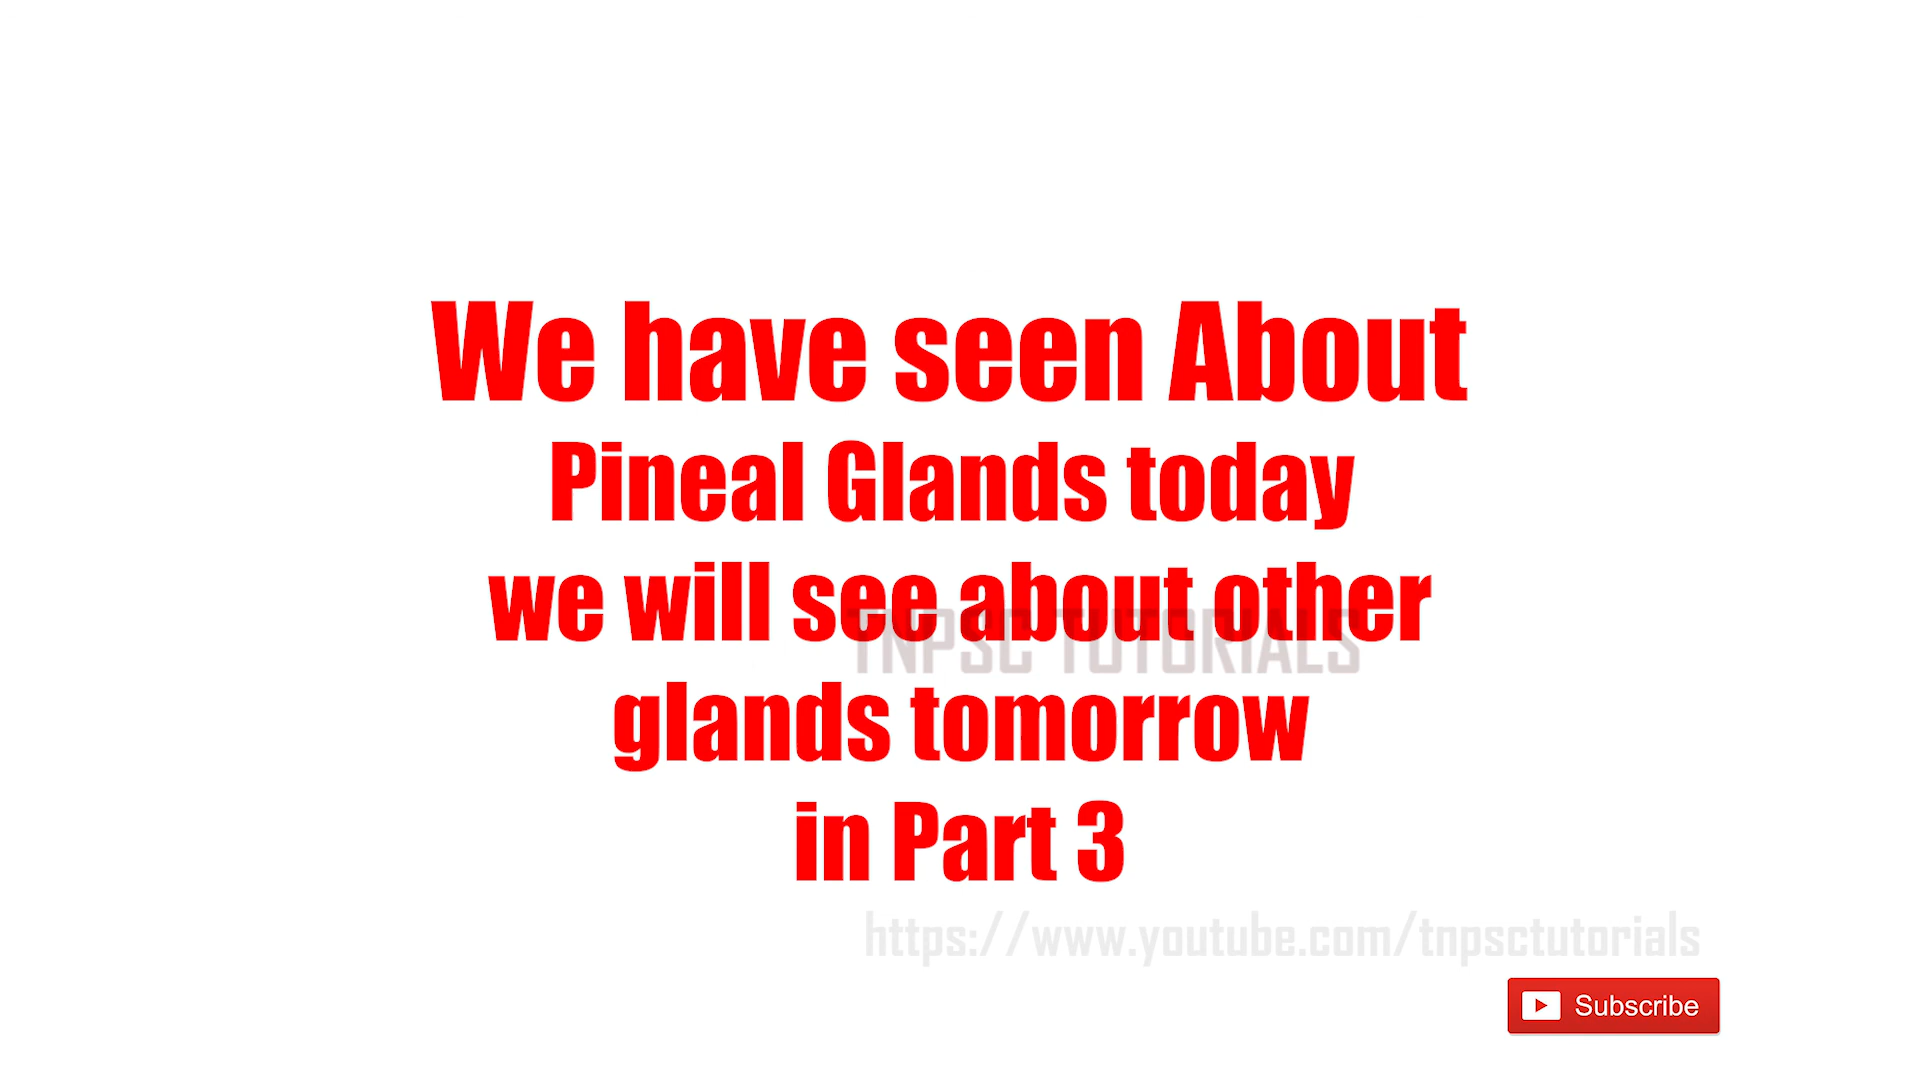 We have seen About
Pineal Glands today
we will see about other
TNPSC TUTORIALS
glands tomorrow
in Part 3
https://www.youtube.com/tnpsctutorials
Subscribe